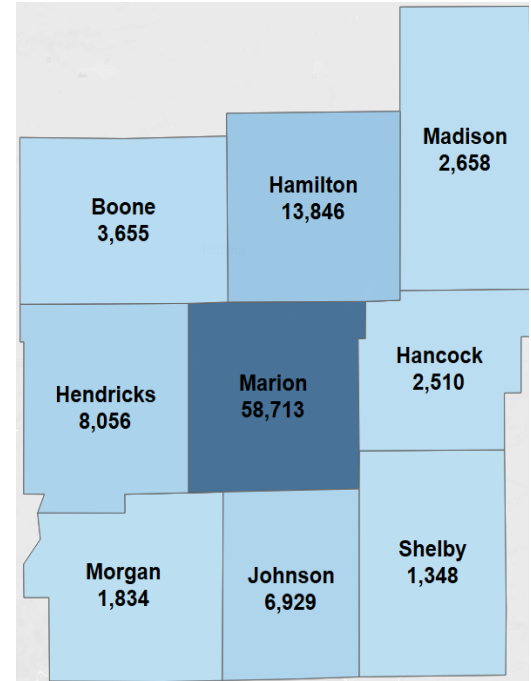 Madison
2,658
Hamilton
13,846
Boone
3,655
Hancock
2,510
Marion
58,713
Hendricks
8,056
Shelby
1,348
Morgan
1,834
Johnson
6,929